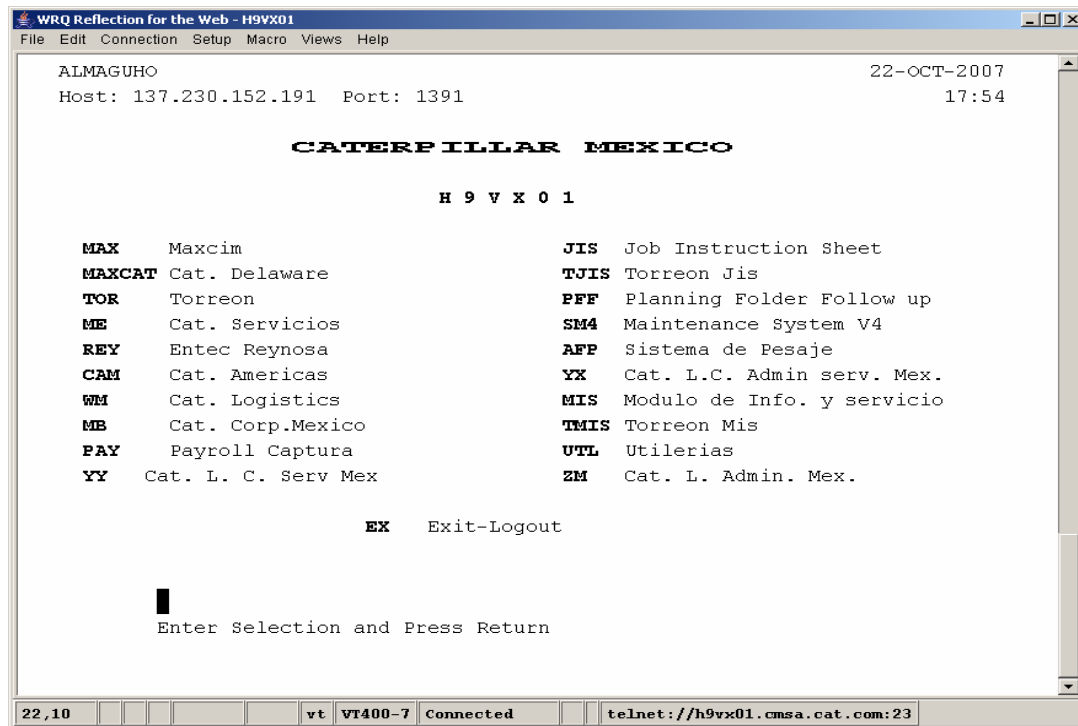 WRQ Reflection for the Web - H9VX01
File Edit Connection Setup Macro Views Help
ALMAGUHO 22-OCT-2007
Host: 137.230.152.191 Port: 1391 17:54
CATERPILLAR MEXICO
H 9 V X 0 1
MAX Maxcim JIS Job Instruction Sheet
MAXCAT Cat. Delaware TJIS Torreon Jis
TOR Torreon PFF Planning Folder Follow up
ME Cat. Servicios SM4 Maintenance System V4
REY Entec Reynosa AFP Sistema de Pesaje
CAM Cat. Americas YX Cat. L.C. Admin serv. Mex.
WM Cat. Logistics MIS Modulo de Info. y servicio
MB Cat. Corp.Mexico TMIS Torreon Mis
PAY Payroll Captura UTL Utilerias
YY Cat. L. C. Serv Mex ZM Cat. L. Admin. Mex.
EX Exit-Logout
Enter Selection and Press Return
22,10 vt VT400-7 Connected telnet://h9vx01.cmsa.cat.com:23